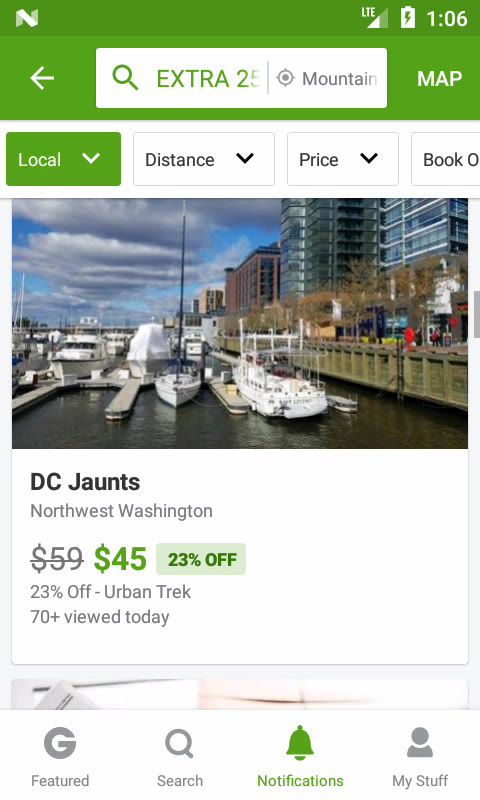 LTE 1:06
EXTRA 25 Mountain MAP
Local Distance Price Book O
DC Jaunts
Northwest Washington
$59 $45 23% OFF
23% Off - Urban Trek
70+ viewed today
Featured Search Notifications My Stuff